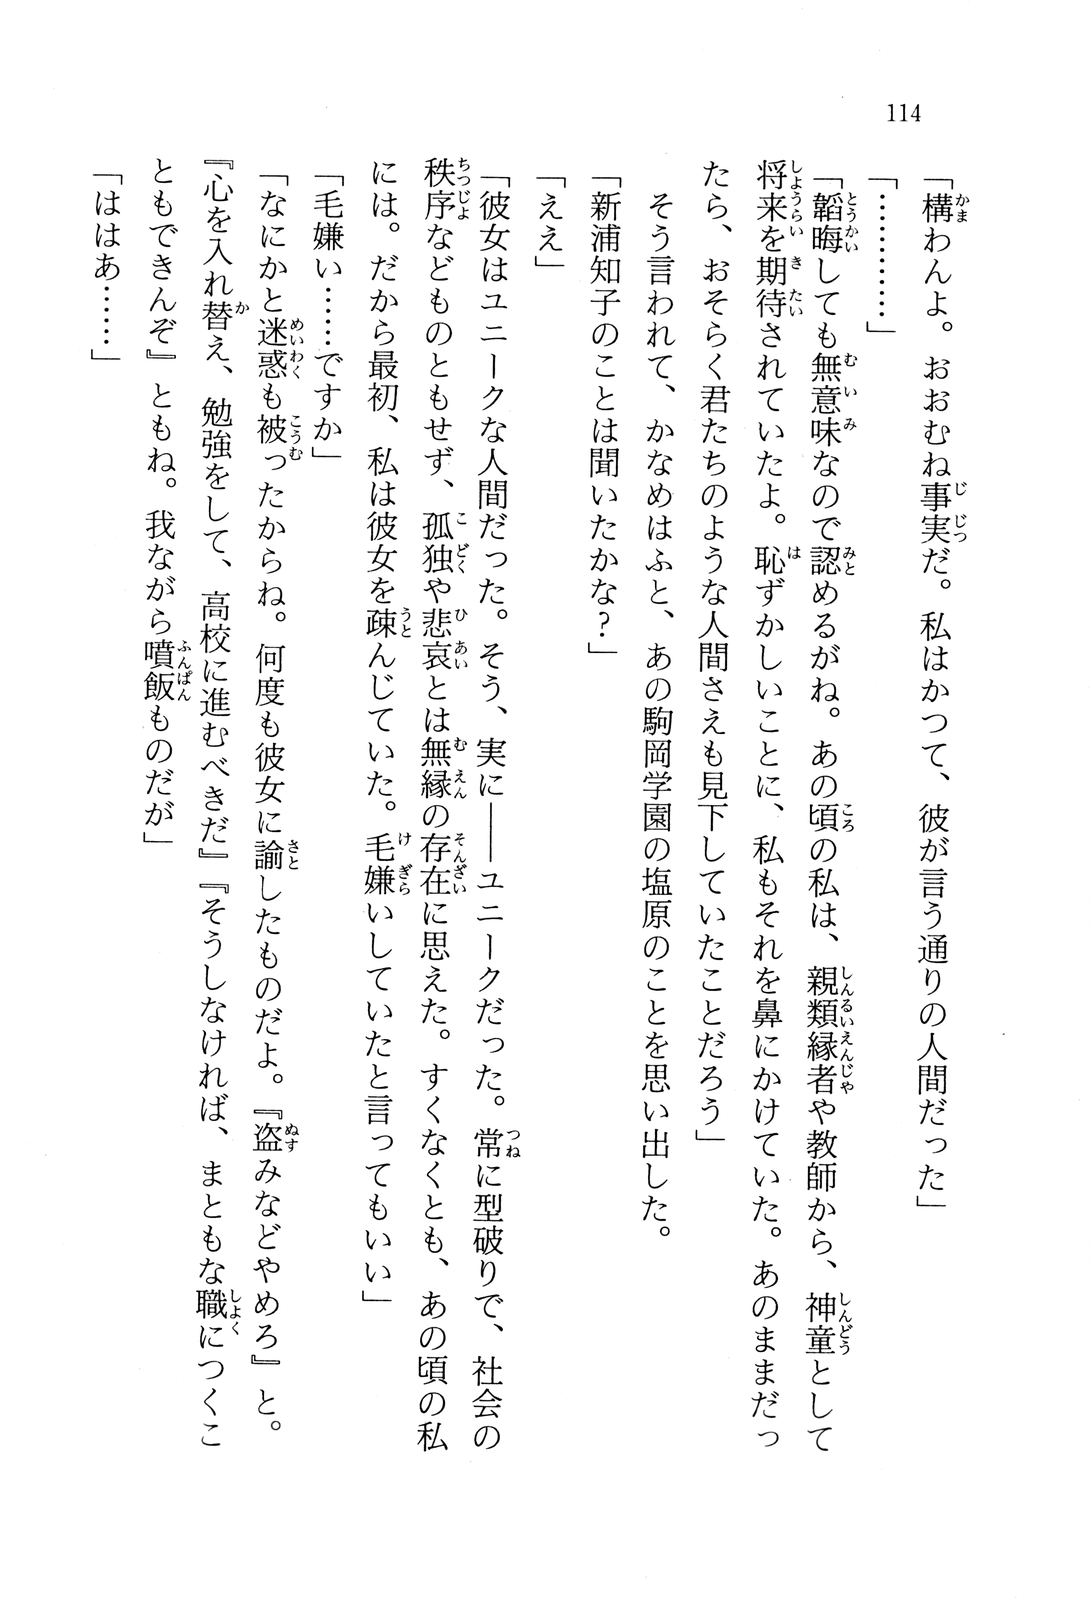 114
「構わんよ。おおむね事実だ。私はかつて、彼が言う通りの人間だった」
「…………」
「韜晦しても無意味なので認めるがね。あの頃の私は、親類縁者や教師から、神童として
将来を期待されていたよ。恥ずかしいことに、私もそれを鼻にかけていた。あのままだっ
たら、おそらく君たちのような人間さえも見下していたことだろう」
そう言われて、かなめはふと、あの駒岡学園の塩原のことを思い出した。
「新浦知子のことは聞いたかな?」
「ええ」
「彼女はユニークな人間だった。そう、実に――ユニークだった。常に型破りで、社会の
秩序などものともせず、孤独や悲哀とは無縁の存在に思えた。すくなくとも、あの頃の私
には。だから最初、私は彼女を疎んじていた。毛嫌いしていたと言ってもいい」
「毛嫌い……ですか」
「なにかと迷惑も被ったからね。何度も彼女に諭したものだよ。『盗みなどやめろ』と。
『心を入れ替え、勉強をして、高校に進むべきだ』『そうしなければ、まともな職につくこ
ともできんぞ』ともね。我ながら噴飯ものだが」
「ははあ……」